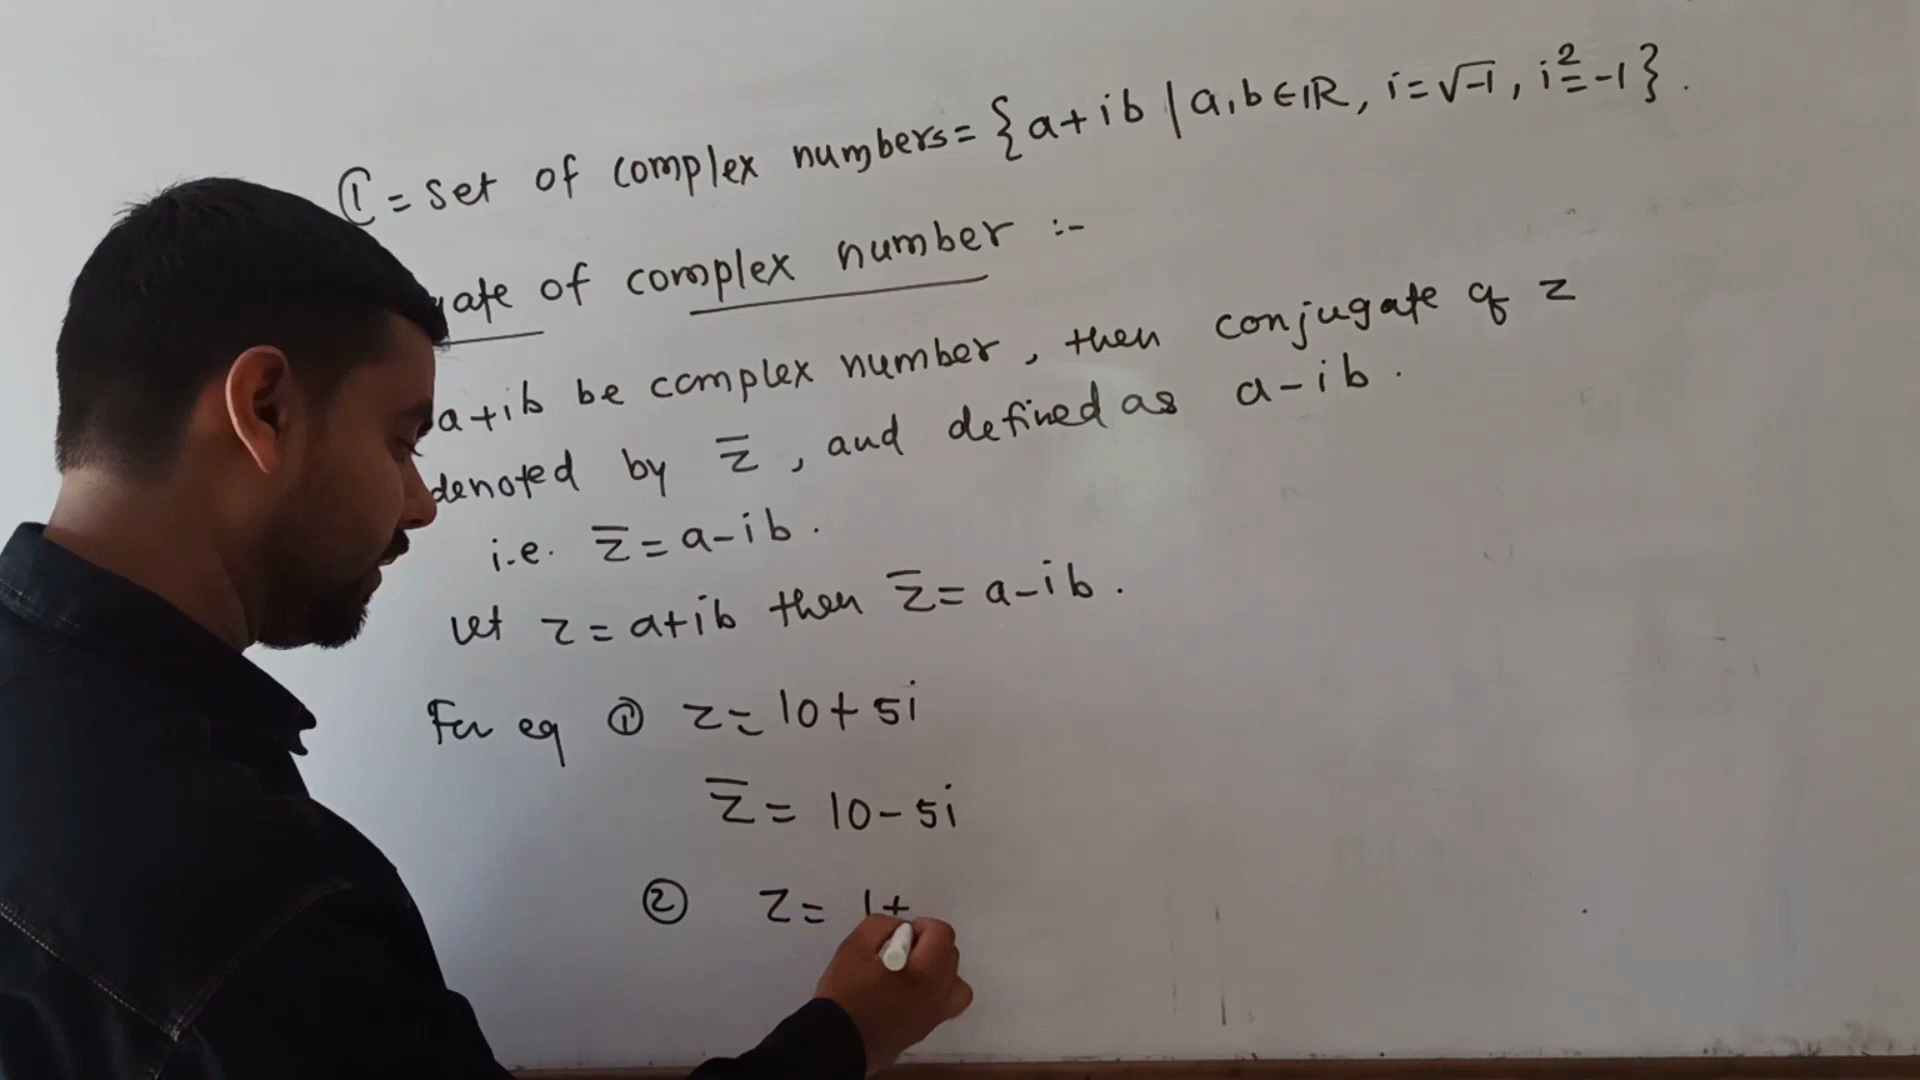 ℂ = set of complex numbers = {a+ib | a,b ∈ ℝ, i=√-1, i²=-1}.
of complex number :-
a+ib be complex number, then conjugate of z
denoted by z̅, and defined as a-ib.
i.e. z̅ = a-ib.
let z = a+ib then z̅ = a-ib.
For eg ① z = 10+5i
z̅ = 10-5i
② z = 1+